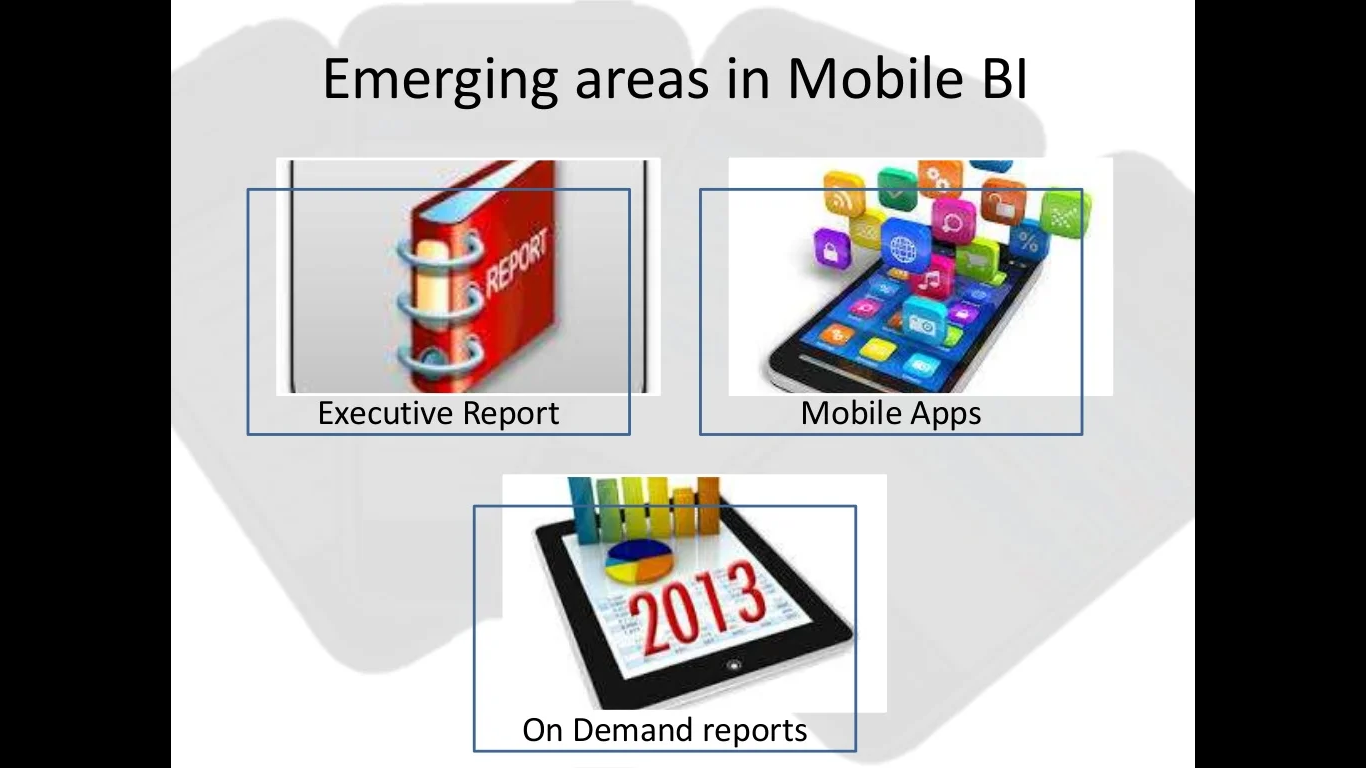 Emerging areas in Mobile BI
REPORT
Executive Report
Mobile Apps
2013
On Demand reports